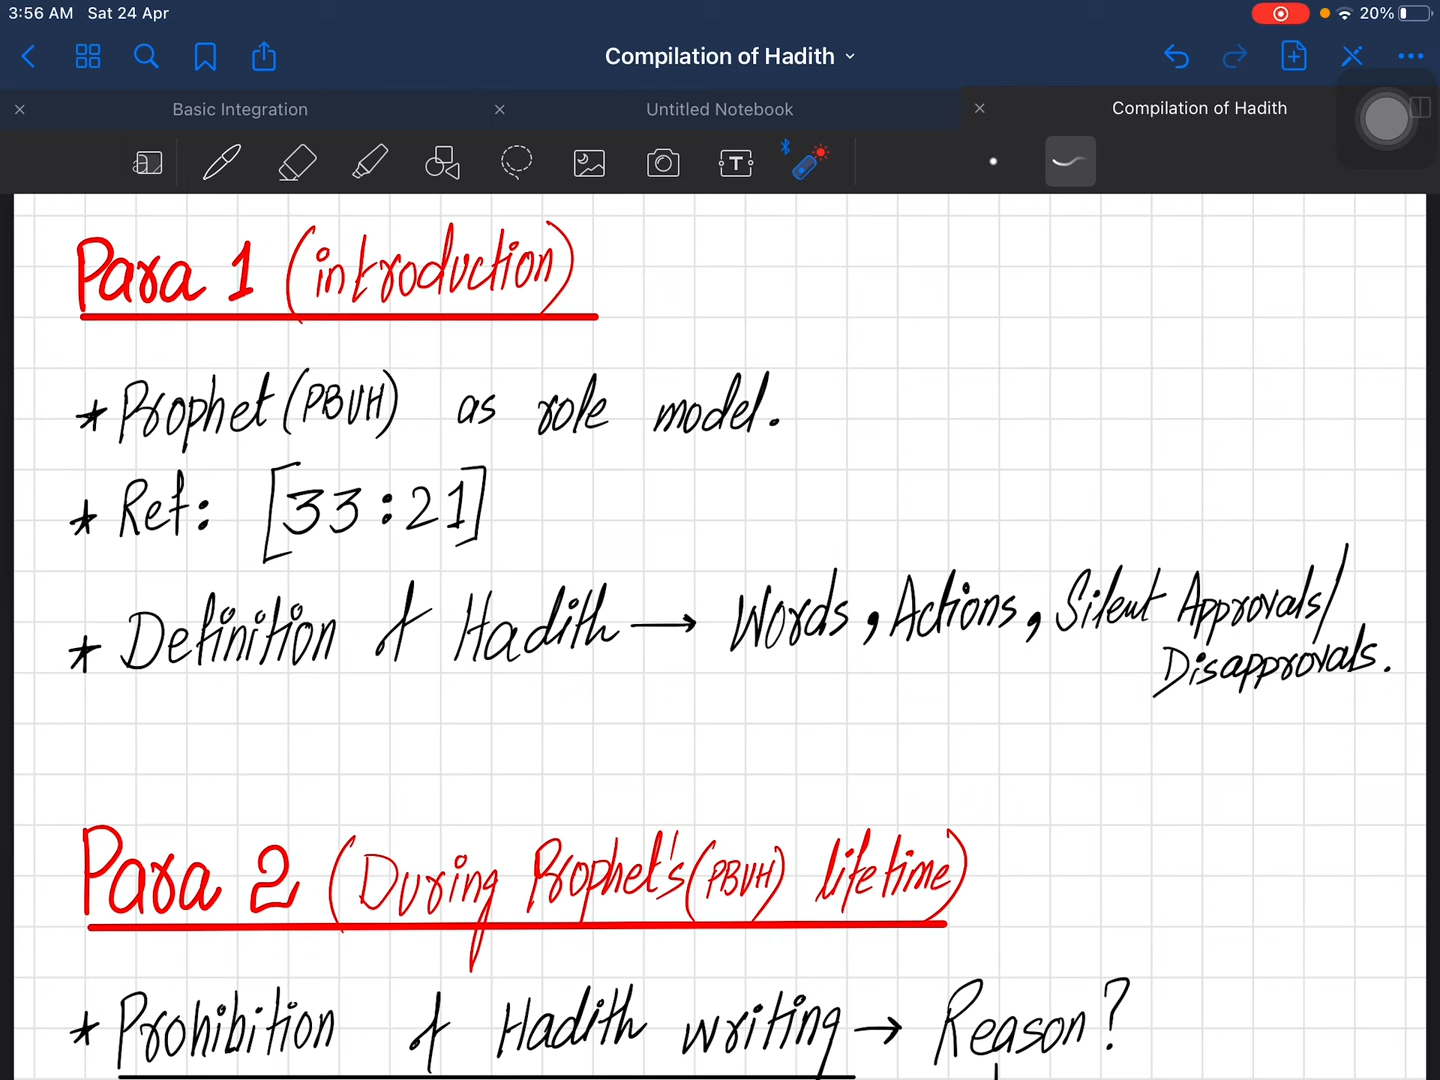 3:56 AM Sat 24 Apr
20%
Compilation of Hadith
Basic Integration
Untitled Notebook
Compilation of Hadith
Para 1 (introduction)
* Prophet (PBUH) as role model.
* Ref: [33:21]
* Definition of Hadith → Words, Actions, Silent Approvals/
Disapprovals.
Para 2 (During Prophet's (PBUH) lifetime)
* Prohibition of Hadith writing → Reason?